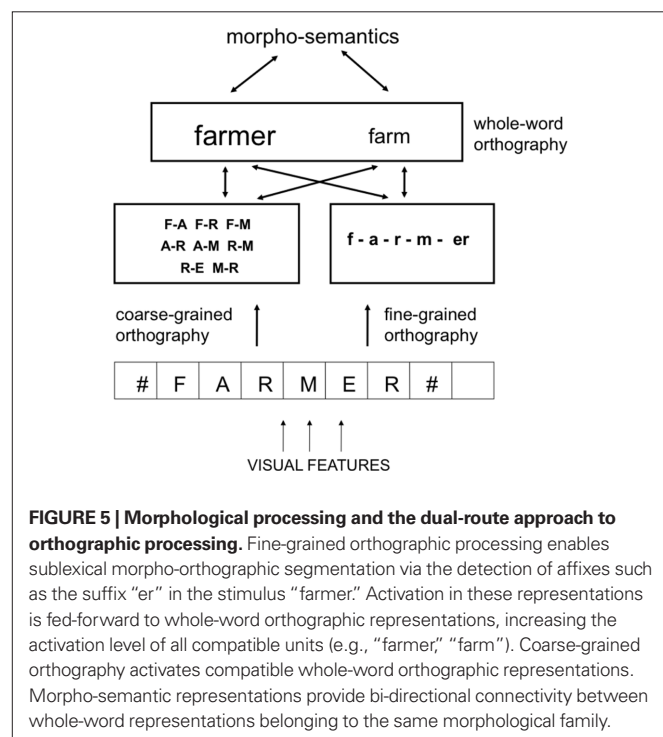 morpho-semantics
farmer farm
whole-word
orthography
F-A F-R F-M
A-R A-M R-M
R-E M-R
f - a - r - m - er
coarse-grained
orthography
fine-grained
orthography
# F A R M E R #
VISUAL FEATURES
FIGURE 5 | Morphological processing and the dual-route approach to
orthographic processing. Fine-grained orthographic processing enables
sublexical morpho-orthographic segmentation via the detection of affixes such
as the suffix “er” in the stimulus “farmer.” Activation in these representations
is fed-forward to whole-word orthographic representations, increasing the
activation level of all compatible units (e.g., “farmer,” “farm”). Coarse-grained
orthography activates compatible whole-word orthographic representations.
Morpho-semantic representations provide bi-directional connectivity between
whole-word representations belonging to the same morphological family.